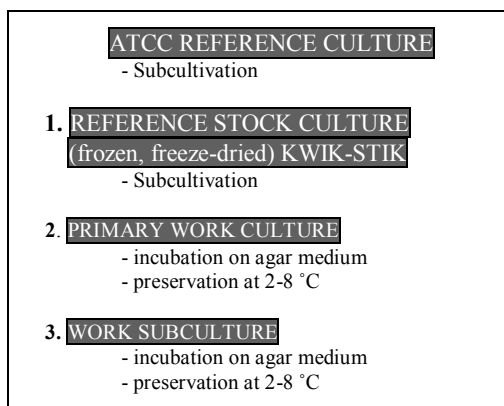 ATCC REFERENCE CULTURE
- Subcultivation
1. REFERENCE STOCK CULTURE
(frozen, freeze-dried) KWIK-STIK
- Subcultivation
2. PRIMARY WORK CULTURE
- incubation on agar medium
- preservation at 2-8 ˚C
3. WORK SUBCULTURE
- incubation on agar medium
- preservation at 2-8 ˚C